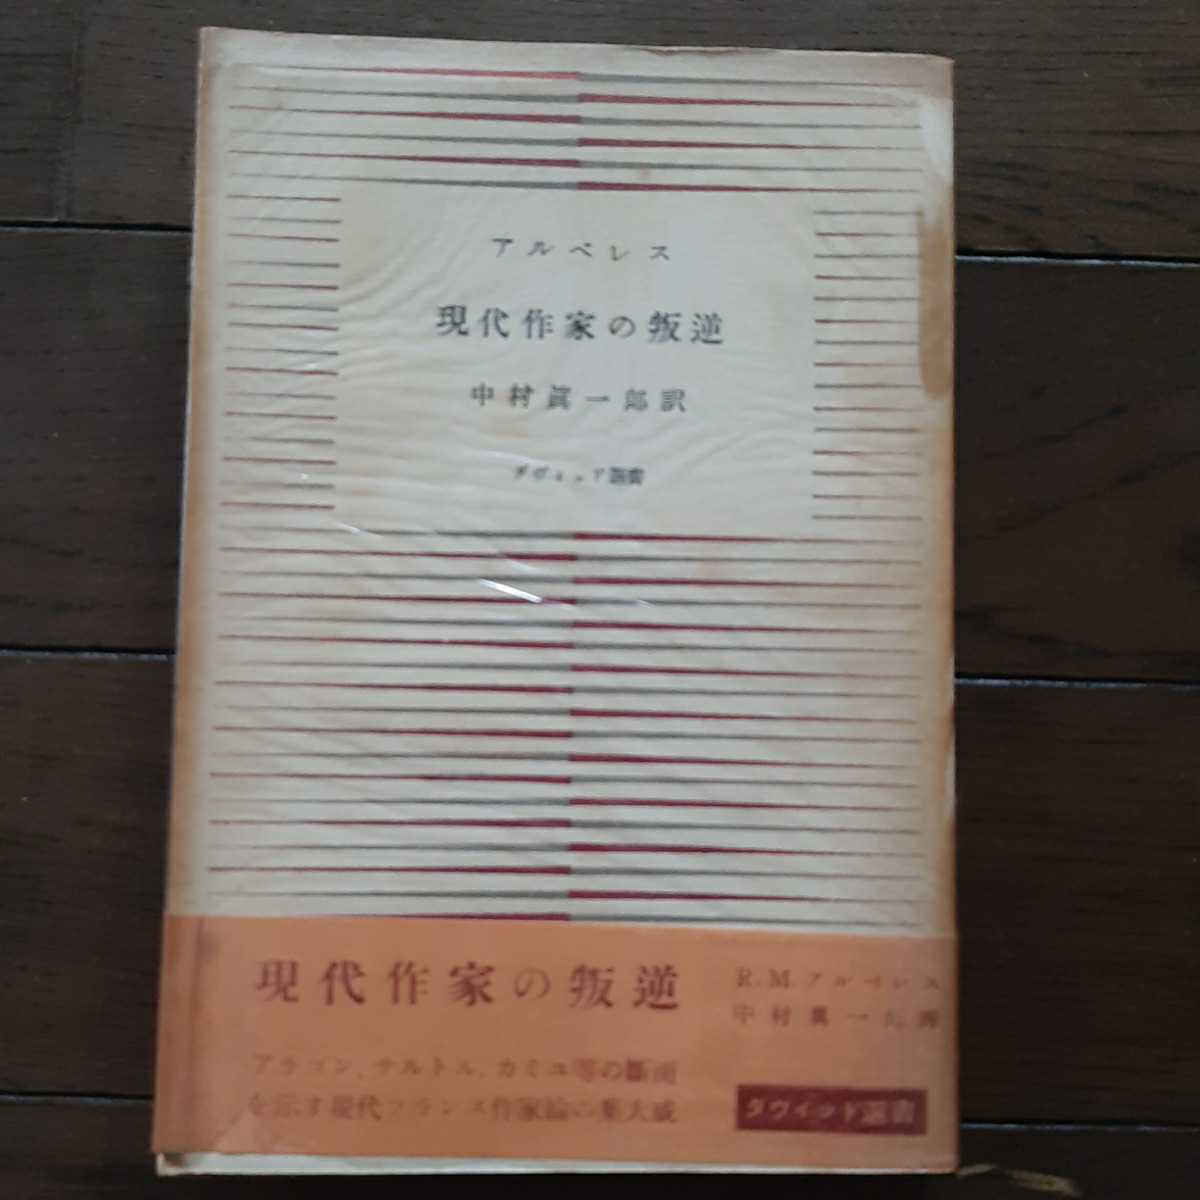 アルベレス
現代作家の叛逆
中村眞一郎訳
ダヴィッド選書
現代作家の叛逆
アラゴン、サルトル、カミユ等の断面
を示す現代フランス作家論の集大成
R.M.アルベレス
中村眞一郎譯
ダヴィッド選書